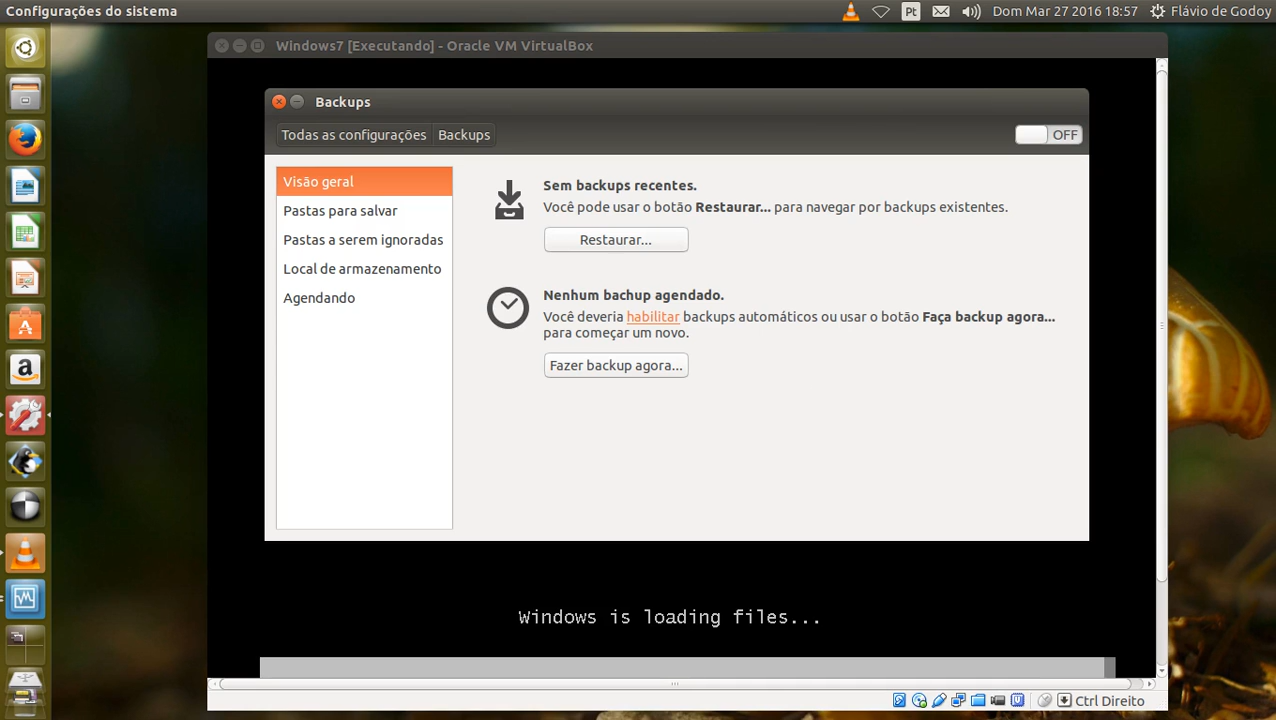 Configurações do sistema
Pt
Dom Mar 27 2016 18:57
Flávio de Godoy
Windows7 [Executando] - Oracle VM VirtualBox
Backups
Todas as configurações
Backups
OFF
Visão geral
Pastas para salvar
Pastas a serem ignoradas
Local de armazenamento
Agendando
Sem backups recentes.
Você pode usar o botão Restaurar... para navegar por backups existentes.
Restaurar...
Nenhum backup agendado.
Você deveria habilitar backups automáticos ou usar o botão Faça backup agora...
para começar um novo.
Fazer backup agora...
Windows is loading files...
Ctrl Direito